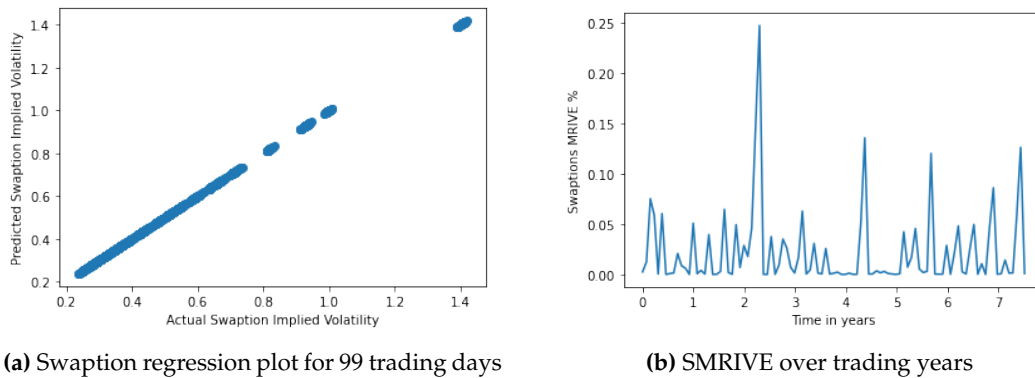 1.4
1.2
1.0
0.8
0.6
0.4
0.2
Predicted Swaption Implied Volatility
0.2 0.4 0.6 0.8 1.0 1.2 1.4
Actual Swaption Implied Volatility
(a) Swaption regression plot for 99 trading days
0.25
0.20
0.15
0.10
0.05
0.00
Swaptions MRIVE %
0 1 2 3 4 5 6 7
Time in years
(b) SMRIVE over trading years